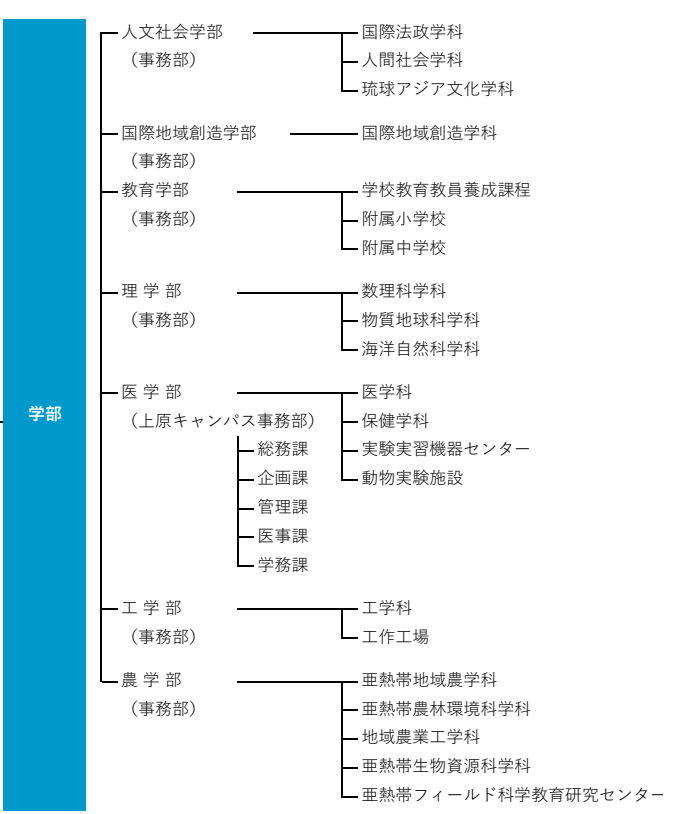 学部
人文社会学部 国際法政学科
（事務部） 人間社会学科
琉球アジア文化学科
国際地域創造学部 国際地域創造学科
（事務部）
教育学部 学校教育教員養成課程
（事務部） 附属小学校
附属中学校
理 学 部 数理科学科
（事務部） 物質地球科学科
海洋自然科学科
医 学 部 医学科
（上原キャンパス事務部） 保健学科
総務課 実験実習機器センター
企画課 動物実験施設
管理課
医事課
学務課
工 学 部 工学科
（事務部） 工作工場
農 学 部 亜熱帯地域農学科
（事務部） 亜熱帯農林環境科学科
地域農業工学科
亜熱帯生物資源科学科
亜熱帯フィールド科学教育研究センター